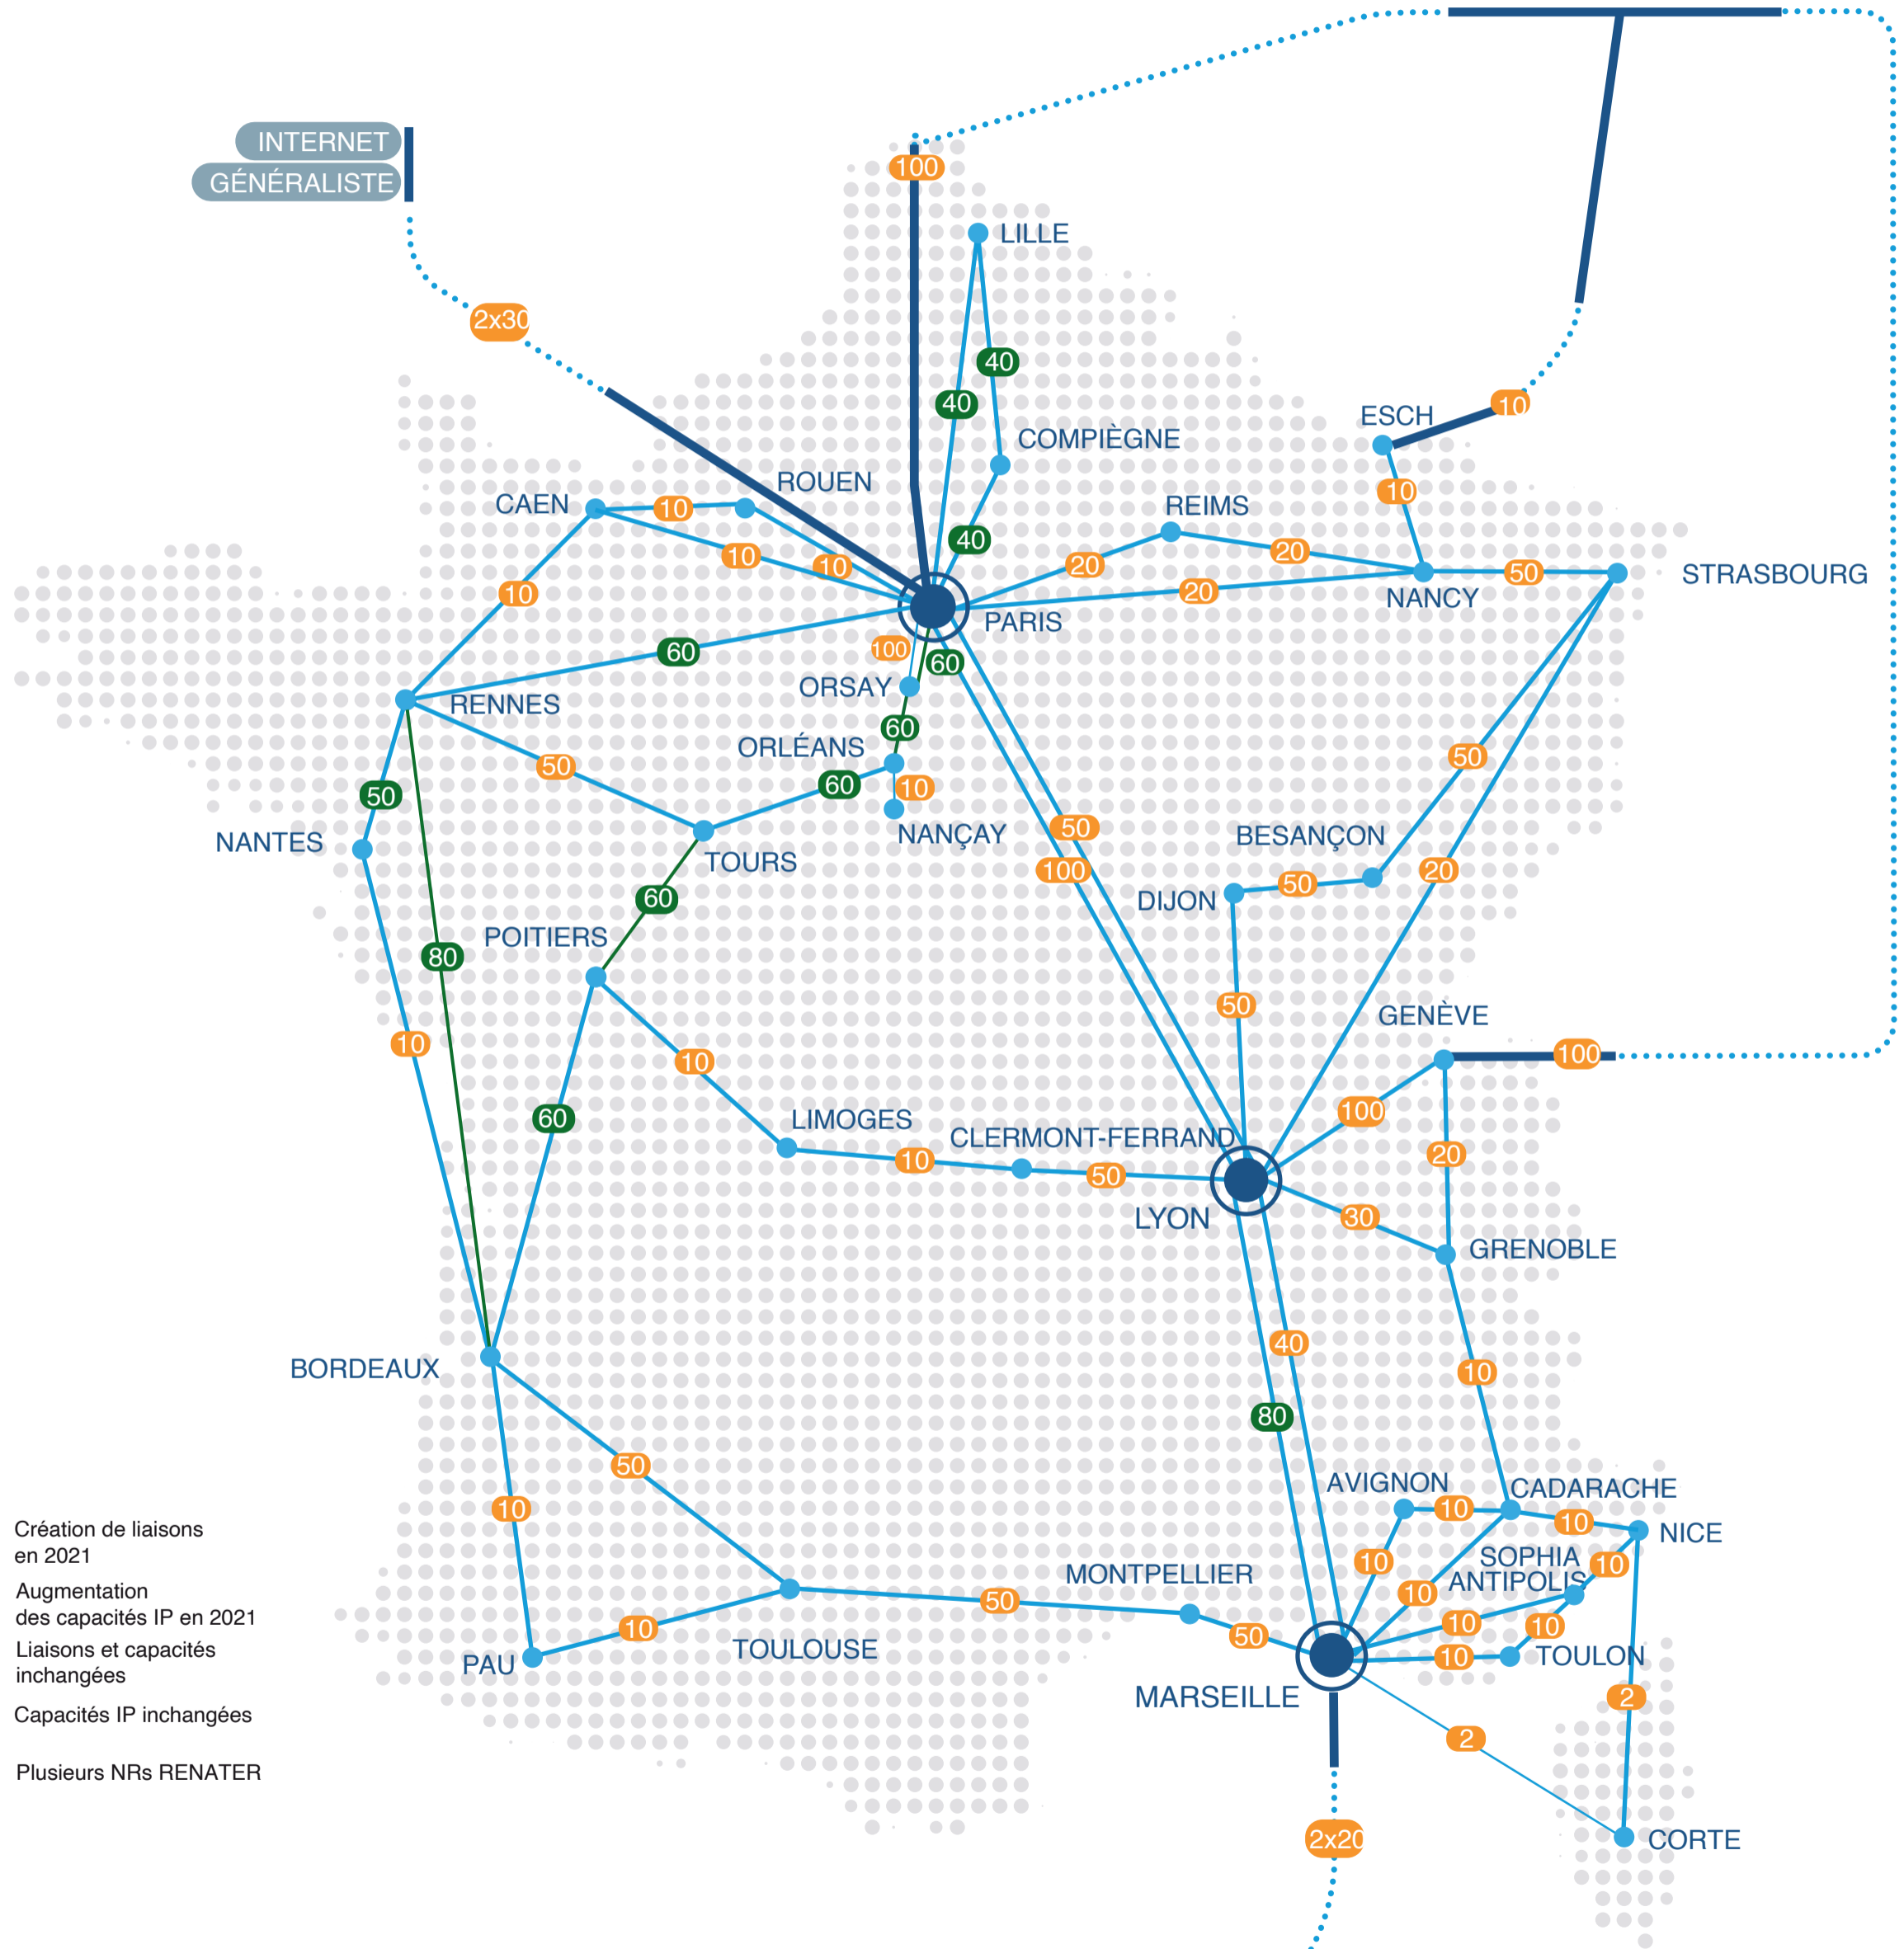 100
INTERNET
GÉNÉRALISTE
LILLE
2x30
40
10
40
ESCH
COMPIÈGNE
ROUEN
10
CAEN
10
REIMS
40
20
10
20
50
STRASBOURG
10
10
20
NANCY
PARIS
100
60
60
ORSAY
RENNES
60
ORLÉANS
50
50
60
10
50
NANTES
NANÇAY
50
BESANÇON
TOURS
100
20
50
DIJON
60
POITIERS
80
50
GENÈVE
10
100
10
100
60
LIMOGES
CLERMONT-FERRAND
20
10
50
LYON
30
GRENOBLE
40
BORDEAUX
10
80
50
AVIGNON
CADARACHE
10
10
10
NICE
Création de liaisons
en 2021
SOPHIA
ANTIPOLIS
10
10
MONTPELLIER
10
Augmentation
des capacités IP en 2021
50
10
10
10
50
Liaisons et capacités
inchangées
TOULOUSE
PAU
10
TOULON
MARSEILLE
2
Capacités IP inchangées
2
Plusieurs NRs RENATER
2x20
CORTE